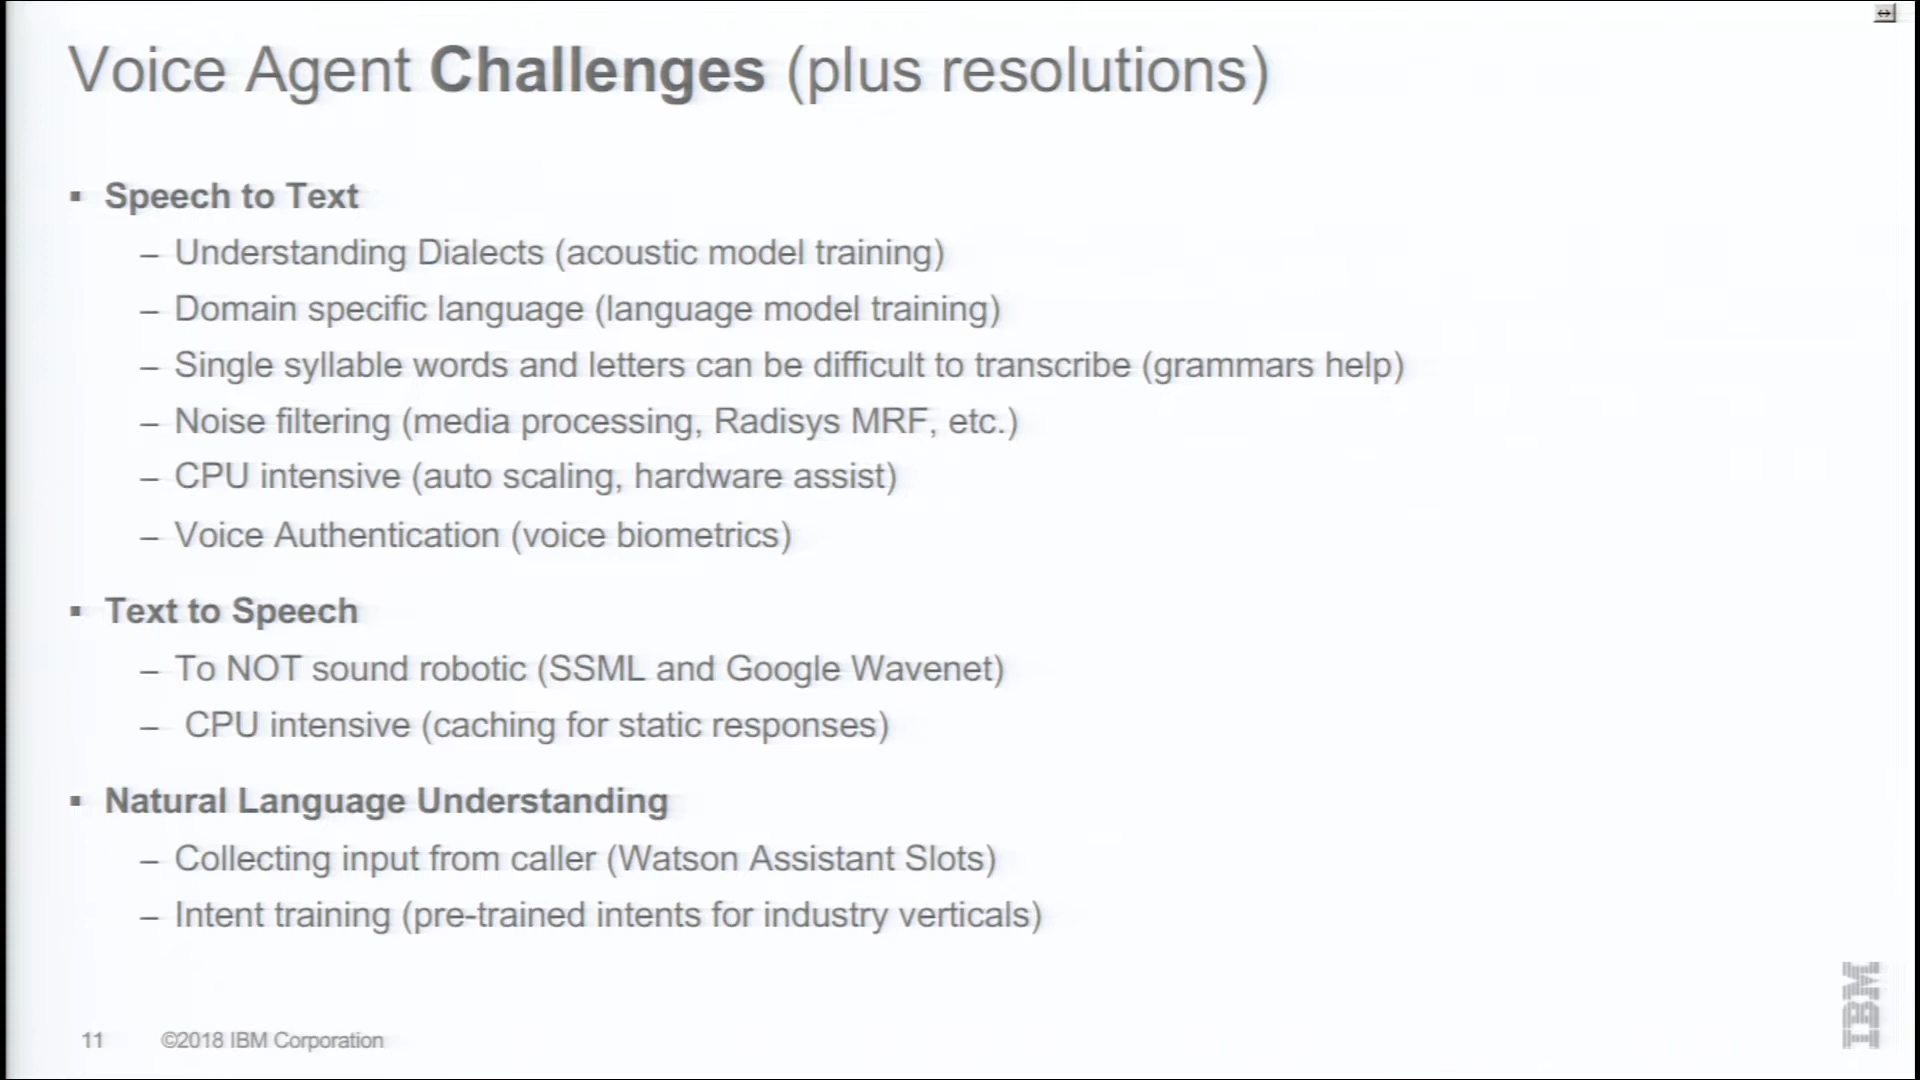 Voice Agent Challenges (plus resolutions)
▪ Speech to Text
– Understanding Dialects (acoustic model training)
– Domain specific language (language model training)
– Single syllable words and letters can be difficult to transcribe (grammars help)
– Noise filtering (media processing, Radisys MRF, etc.)
– CPU intensive (auto scaling, hardware assist)
– Voice Authentication (voice biometrics)
▪ Text to Speech
– To NOT sound robotic (SSML and Google Wavenet)
– CPU intensive (caching for static responses)
▪ Natural Language Understanding
– Collecting input from caller (Watson Assistant Slots)
– Intent training (pre-trained intents for industry verticals)
IBM
11 ©2018 IBM Corporation